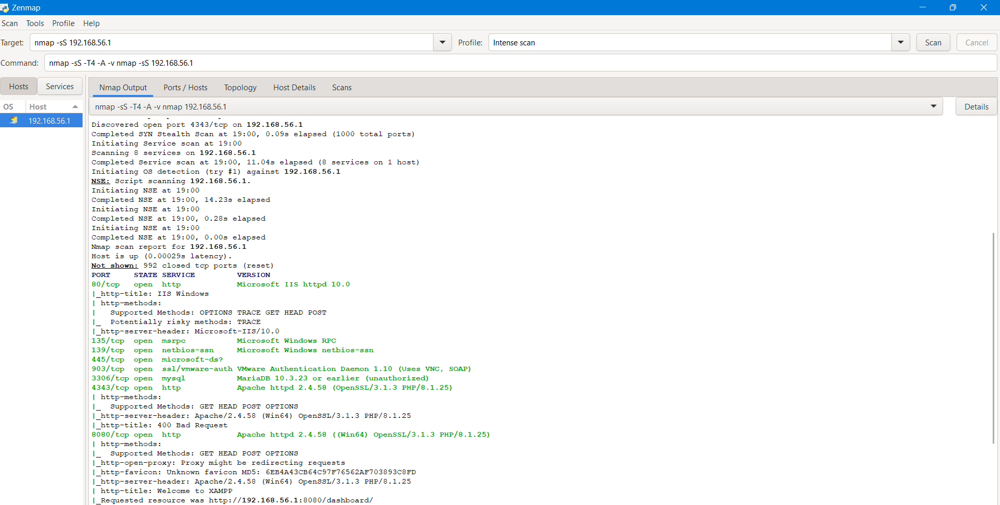 Zenmap
Scan Tools Profile Help
Target: nmap -sS 192.168.56.1 Profile: Intense scan Scan Cancel
Command: nmap -sS -T4 -A -v nmap -sS 192.168.56.1
Hosts Services Nmap Output Ports / Hosts Topology Host Details Scans
OS Host
192.168.56.1
nmap -sS -T4 -A -v nmap 192.168.56.1 Details
Discovered open port 4343/tcp on 192.168.56.1
Completed SYN Stealth Scan at 19:00, 0.09s elapsed (1000 total ports)
Initiating Service scan at 19:00
Scanning 8 services on 192.168.56.1
Completed Service scan at 19:00, 11.04s elapsed (8 services on 1 host)
Initiating OS detection (try #1) against 192.168.56.1
NSE: Script scanning 192.168.56.1.
Initiating NSE at 19:00
Completed NSE at 19:00, 14.23s elapsed
Initiating NSE at 19:00
Completed NSE at 19:00, 0.28s elapsed
Initiating NSE at 19:00
Completed NSE at 19:00, 0.00s elapsed
Nmap scan report for 192.168.56.1
Host is up (0.00029s latency).
Not shown: 992 closed tcp ports (reset)
PORT STATE SERVICE VERSION
80/tcp open http Microsoft IIS httpd 10.0
|_http-title: IIS Windows
| http-methods:
| Supported Methods: OPTIONS TRACE GET HEAD POST
|_ Potentially risky methods: TRACE
|_http-server-header: Microsoft-IIS/10.0
135/tcp open msrpc Microsoft Windows RPC
139/tcp open netbios-ssn Microsoft Windows netbios-ssn
445/tcp open microsoft-ds?
903/tcp open ssl/vmware-auth VMware Authentication Daemon 1.10 (Uses VNC, SOAP)
3306/tcp open mysql MariaDB 10.3.23 or earlier (unauthorized)
4343/tcp open http Apache httpd 2.4.58 (OpenSSL/3.1.3 PHP/8.1.25)
| http-methods:
|_ Supported Methods: GET HEAD POST OPTIONS
|_http-server-header: Apache/2.4.58 (Win64) OpenSSL/3.1.3 PHP/8.1.25
|_http-title: 400 Bad Request
8080/tcp open http Apache httpd 2.4.58 ((Win64) OpenSSL/3.1.3 PHP/8.1.25)
| http-methods:
|_ Supported Methods: GET HEAD POST OPTIONS
|_http-open-proxy: Proxy might be redirecting requests
|_http-favicon: Unknown favicon MD5: 6EB4A43CB64C97F76562AF703893C8FD
|_http-server-header: Apache/2.4.58 (Win64) OpenSSL/3.1.3 PHP/8.1.25
| http-title: Welcome to XAMPP
|_Requested resource was http://192.168.56.1:8080/dashboard/